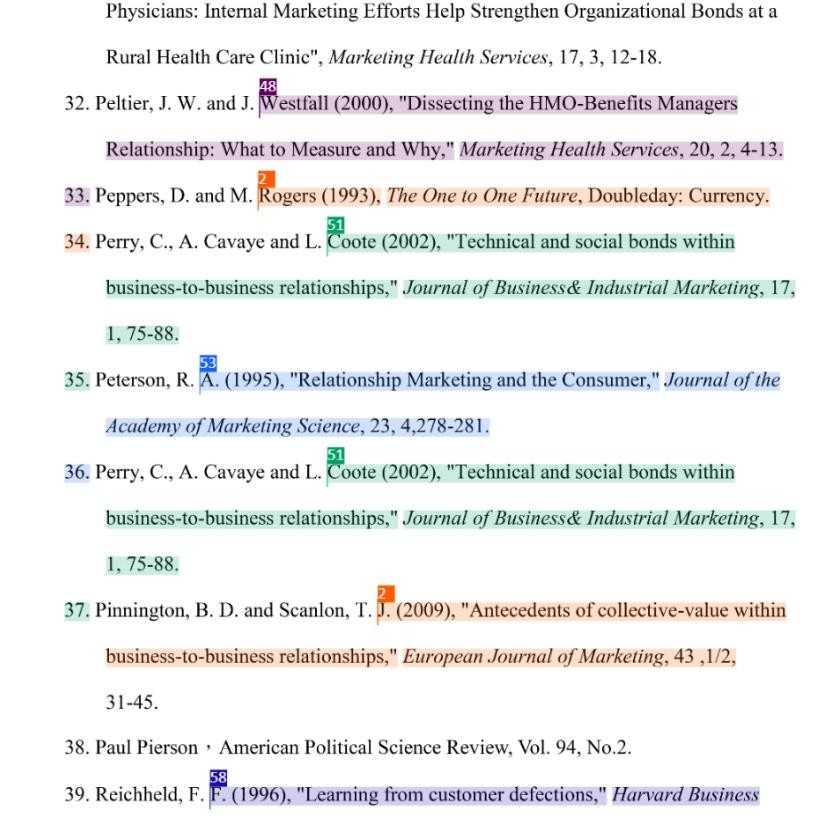 Physicians: Internal Marketing Efforts Help Strengthen Organizational Bonds at a
Rural Health Care Clinic", Marketing Health Services, 17, 3, 12-18.
48
32. Peltier, J. W. and J. Westfall (2000), "Dissecting the HMO-Benefits Managers
Relationship: What to Measure and Why," Marketing Health Services, 20, 2, 4-13.
2
33. Peppers, D. and M. Rogers (1993), The One to One Future, Doubleday: Currency.
51
34. Perry, C., A. Cavaye and L. Coote (2002), "Technical and social bonds within
business-to-business relationships," Journal of Business& Industrial Marketing, 17,
1, 75-88.
53
35. Peterson, R. A. (1995), "Relationship Marketing and the Consumer," Journal of the
Academy of Marketing Science, 23, 4,278-281.
51
36. Perry, C., A. Cavaye and L. Coote (2002), "Technical and social bonds within
business-to-business relationships," Journal of Business& Industrial Marketing, 17,
1, 75-88.
2
37. Pinnington, B. D. and Scanlon, T. J. (2009), "Antecedents of collective-value within
business-to-business relationships," European Journal of Marketing, 43 ,1/2,
31-45.
38. Paul Pierson，American Political Science Review, Vol. 94, No.2.
58
39. Reichheld, F. F. (1996), "Learning from customer defections," Harvard Business